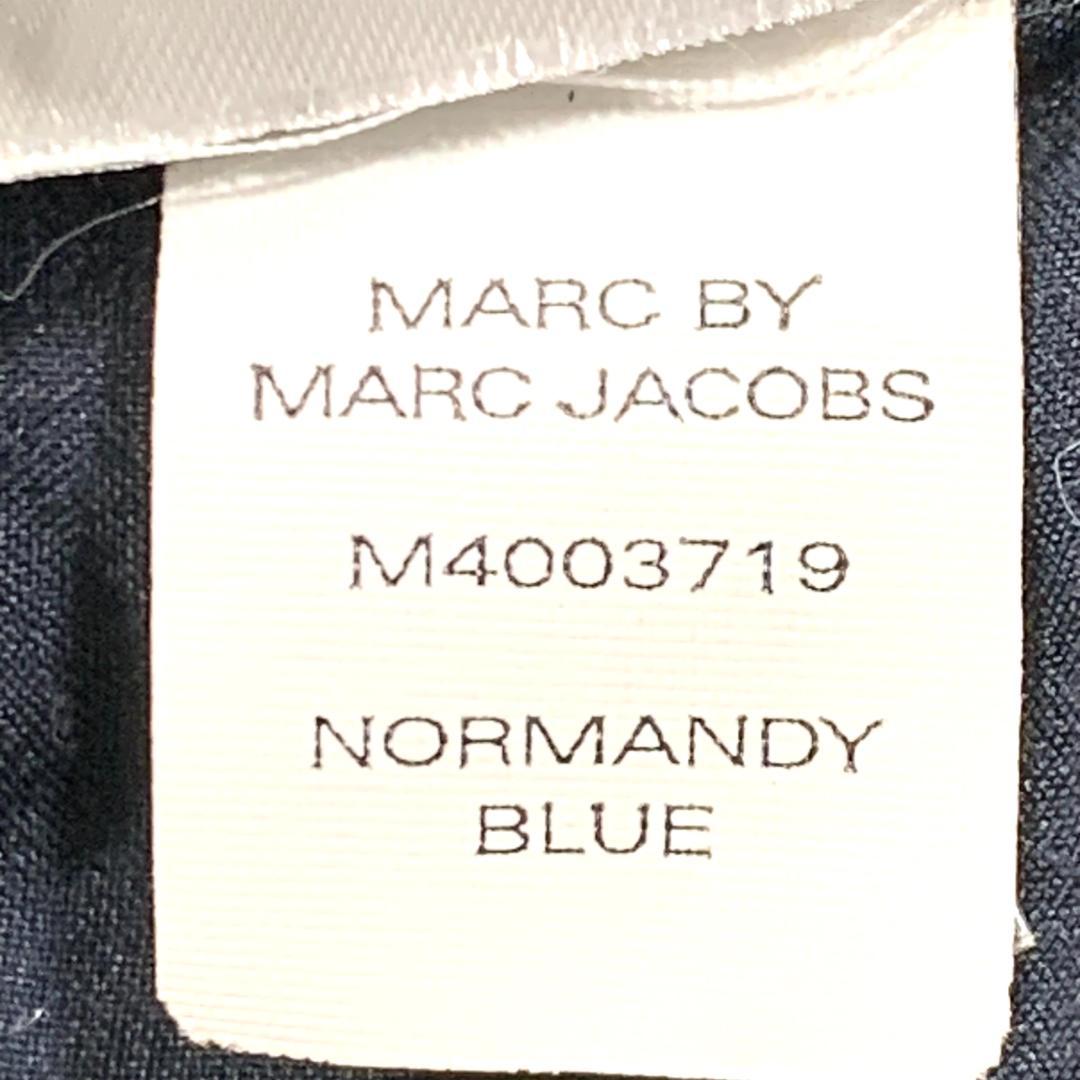 MARC BY
MARC JACOBS
M4003719
NORMANDY
BLUE